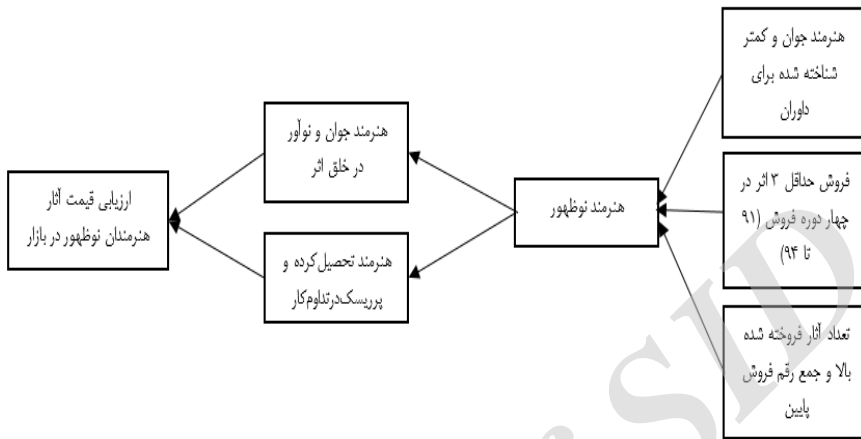 هنرمند جوان و کمتر
شناخته شده برای
داوران
فروش حداقل ۳ اثر در
چهار دوره فروش (۹۱
تا ۹۴)
تعداد آثار فروخته شده
بالا و جمع رقم فروش
پایین
هنرمند نوظهور
هنرمند جوان و نوآور
در خلق اثر
هنرمند تحصیل‌کرده و
پرریسک‌درتداوم‌کار
ارزیابی قیمت آثار
هنرمندان نوظهور در بازار
SID